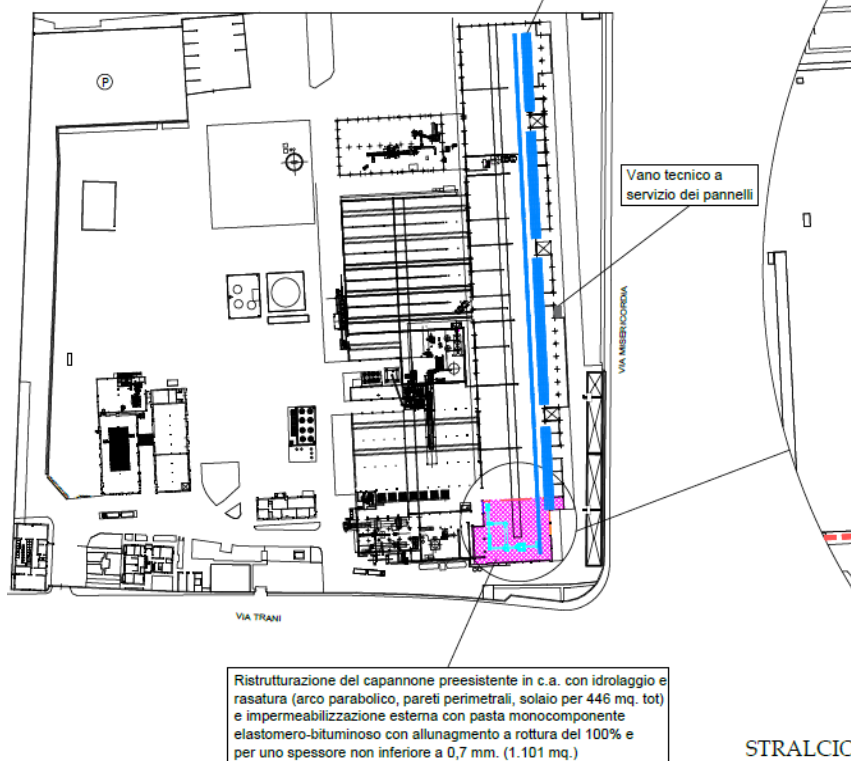 P
Vano tecnico a
servizio dei pannelli
VIA MISERICORDIA
VIA TRANI
Ristrutturazione del capannone preesistente in c.a. con idrolaggio e
rasatura (arco parabolico, pareti perimetrali, solaio per 446 mq. tot)
e impermeabilizzazione esterna con pasta monocomponente
elastomero-bituminoso con allunagmento a rottura del 100% e
per uno spessore non inferiore a 0,7 mm. (1.101 mq.)
STRALCIO